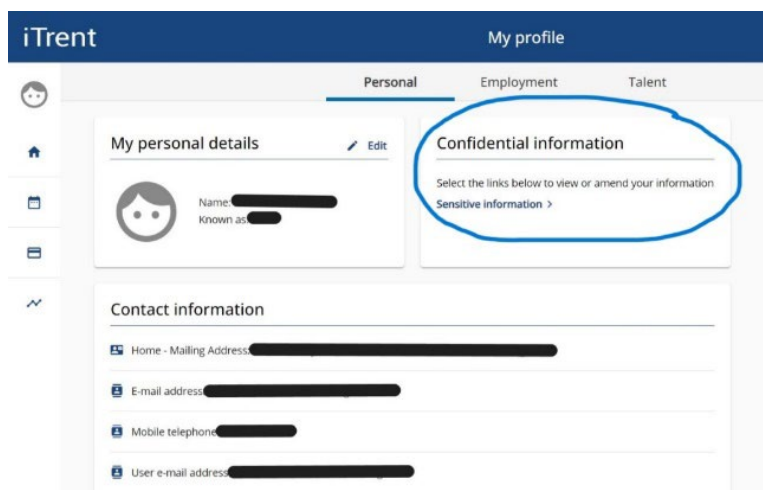 iTrent
My profile
Personal
Employment
Talent
My personal details
Edit
Name:
Known as:
Confidential information
Select the links below to view or amend your information
Sensitive information >
Contact information
Home - Mailing Address:
E-mail address
Mobile telephone
User e-mail address